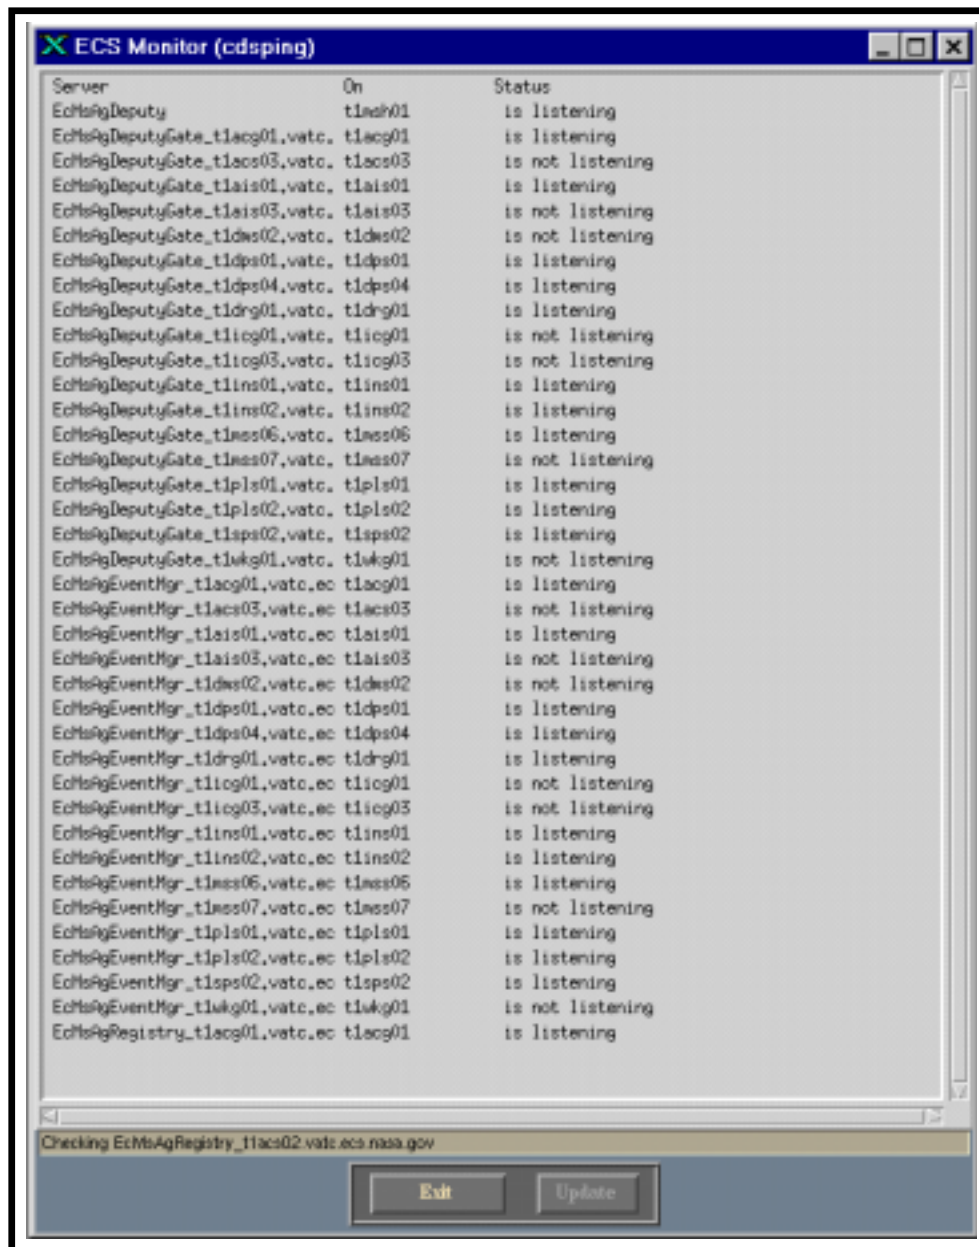 ECS Monitor (cdsping)
Server On Status
EcMsAgDeputy t1msh01 is listening
EcMsAgDeputyGate_t1acg01.vatc. t1acg01 is listening
EcMsAgDeputyGate_t1acs03.vatc. t1acs03 is not listening
EcMsAgDeputyGate_t1ais01.vatc. t1ais01 is listening
EcMsAgDeputyGate_t1ais03.vatc. t1ais03 is not listening
EcMsAgDeputyGate_t1dms02.vatc. t1dms02 is not listening
EcMsAgDeputyGate_t1dps01.vatc. t1dps01 is listening
EcMsAgDeputyGate_t1dps04.vatc. t1dps04 is listening
EcMsAgDeputyGate_t1drg01.vatc. t1drg01 is listening
EcMsAgDeputyGate_t1icg01.vatc. t1icg01 is not listening
EcMsAgDeputyGate_t1icg03.vatc. t1icg03 is not listening
EcMsAgDeputyGate_t1ins01.vatc. t1ins01 is listening
EcMsAgDeputyGate_t1ins02.vatc. t1ins02 is listening
EcMsAgDeputyGate_t1mss06.vatc. t1mss06 is listening
EcMsAgDeputyGate_t1mss07.vatc. t1mss07 is not listening
EcMsAgDeputyGate_t1pls01.vatc. t1pls01 is listening
EcMsAgDeputyGate_t1pls02.vatc. t1pls02 is listening
EcMsAgDeputyGate_t1sps02.vatc. t1sps02 is listening
EcMsAgDeputyGate_t1wkg01.vatc. t1wkg01 is not listening
EcMsAgEventMgr_t1acg01.vatc.ec t1acg01 is listening
EcMsAgEventMgr_t1acs03.vatc.ec t1acs03 is not listening
EcMsAgEventMgr_t1ais01.vatc.ec t1ais01 is listening
EcMsAgEventMgr_t1ais03.vatc.ec t1ais03 is not listening
EcMsAgEventMgr_t1dms02.vatc.ec t1dms02 is not listening
EcMsAgEventMgr_t1dps01.vatc.ec t1dps01 is listening
EcMsAgEventMgr_t1dps04.vatc.ec t1dps04 is listening
EcMsAgEventMgr_t1drg01.vatc.ec t1drg01 is listening
EcMsAgEventMgr_t1icg01.vatc.ec t1icg01 is not listening
EcMsAgEventMgr_t1icg03.vatc.ec t1icg03 is not listening
EcMsAgEventMgr_t1ins01.vatc.ec t1ins01 is listening
EcMsAgEventMgr_t1ins02.vatc.ec t1ins02 is listening
EcMsAgEventMgr_t1mss06.vatc.ec t1mss06 is listening
EcMsAgEventMgr_t1mss07.vatc.ec t1mss07 is not listening
EcMsAgEventMgr_t1pls01.vatc.ec t1pls01 is listening
EcMsAgEventMgr_t1pls02.vatc.ec t1pls02 is listening
EcMsAgEventMgr_t1sps02.vatc.ec t1sps02 is listening
EcMsAgEventMgr_t1wkg01.vatc.ec t1wkg01 is not listening
EcMsAgRegistry_t1acg01.vatc.ec t1acg01 is listening
Checking EcMsAgRegistry_t1acs02.vatc.ecs.nasa.gov
Exit Update